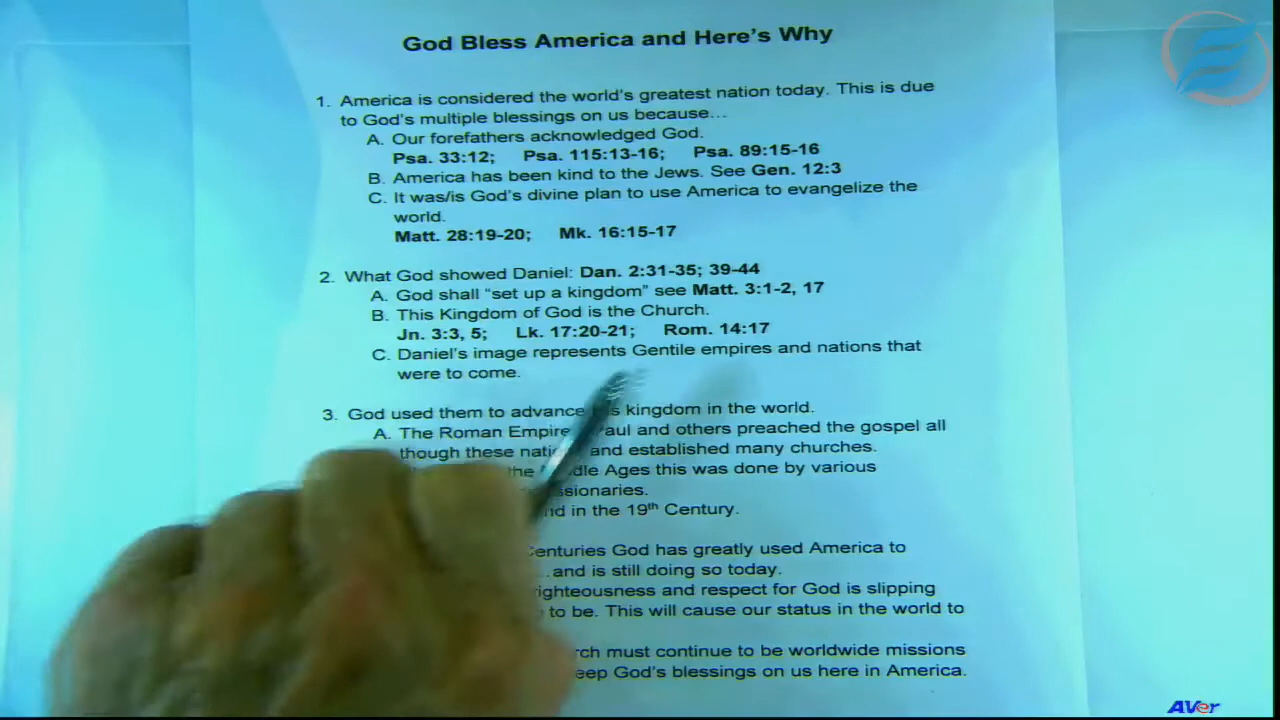 God Bless America and Here's Why
1. America is considered the world's greatest nation today. This is due
to God's multiple blessings on us because...
A. Our forefathers acknowledged God.
Psa. 33:12; Psa. 115:13-16; Psa. 89:15-16
B. America has been kind to the Jews. See Gen. 12:3
C. It was/is God's divine plan to use America to evangelize the
world.
Matt. 28:19-20; Mk. 16:15-17
2. What God showed Daniel: Dan. 2:31-35; 39-44
A. God shall "set up a kingdom" see Matt. 3:1-2, 17
B. This Kingdom of God is the Church.
Jn. 3:3, 5; Lk. 17:20-21; Rom. 14:17
C. Daniel's image represents Gentile empires and nations that
were to come.
3. God used them to advance kingdom in the world.
A. The Roman Empire Paul and others preached the gospel all
though these and established many churches.
the Ages this was done by various
in the 19th Century.
God has greatly used America to
...and is still doing so today.
righteousness and respect for God is slipping
to be. This will cause our status in the world to
must continue to be worldwide missions
God's blessings on us here in America.
AVer